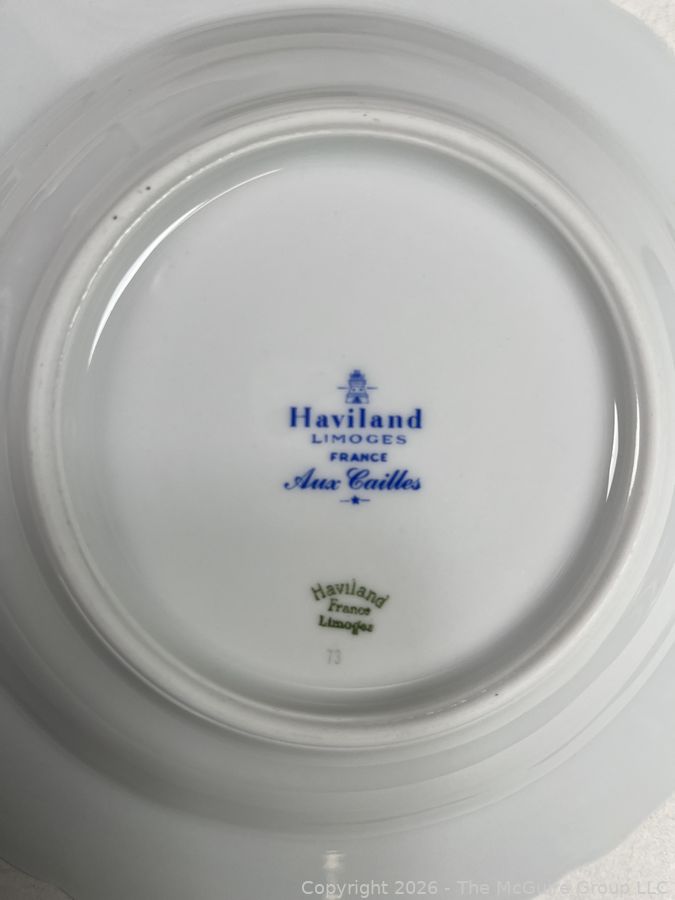 Haviland
LIMOGES
FRANCE
Aux Cailles
Haviland
France
Limoges
73
Copyright 2026 - The McGuire Group LLC